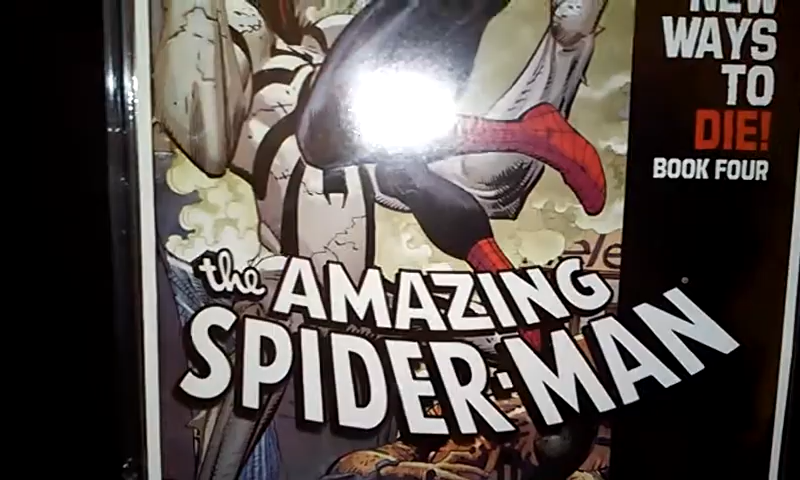 NEW
WAYS
TO
DIE!
BOOK FOUR
the AMAZING
SPIDER-MAN